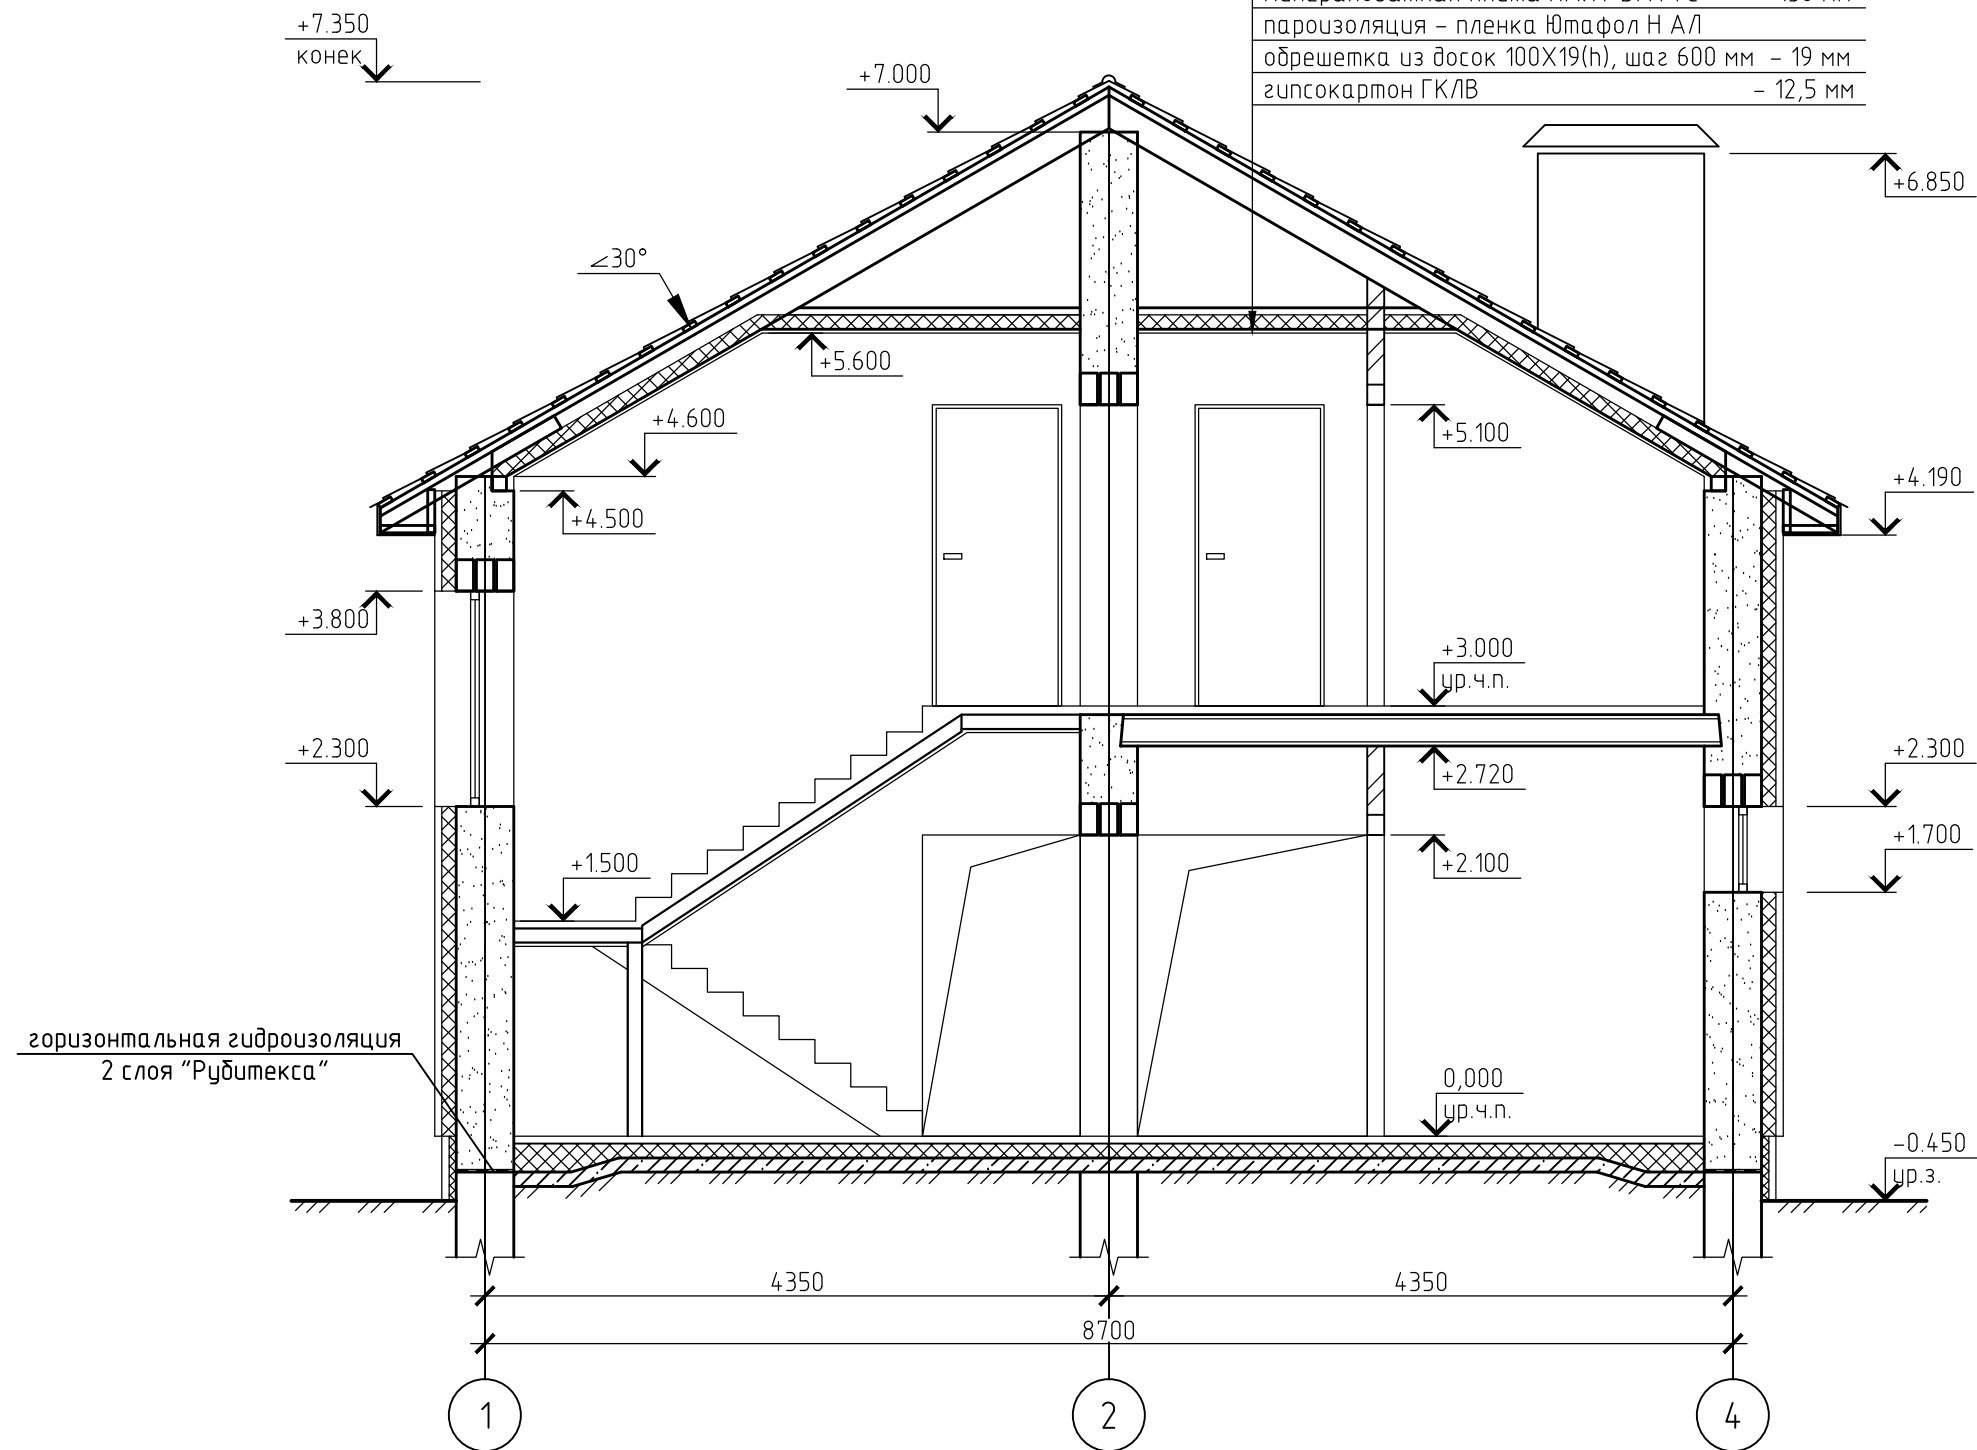 +7.350
конек
пароизоляция – пленка Ютафол Н АЛ
обрешетка из досок 100X19(h), шаг 600 мм – 19 мм
гипсокартон ГКЛВ – 12,5 мм
+7.000
+6.850
∠30°
+5.600
+4.600
+5.100
+4.500
+4.190
+3.800
+3.000
ур.ч.п.
+2.300
+2.300
+2.720
+1.700
+1.500
+2.100
горизонтальная гидроизоляция
2 слоя "Рубитекса"
0,000
ур.ч.п.
-0.450
ур.з.
4350
4350
8700
1
2
4